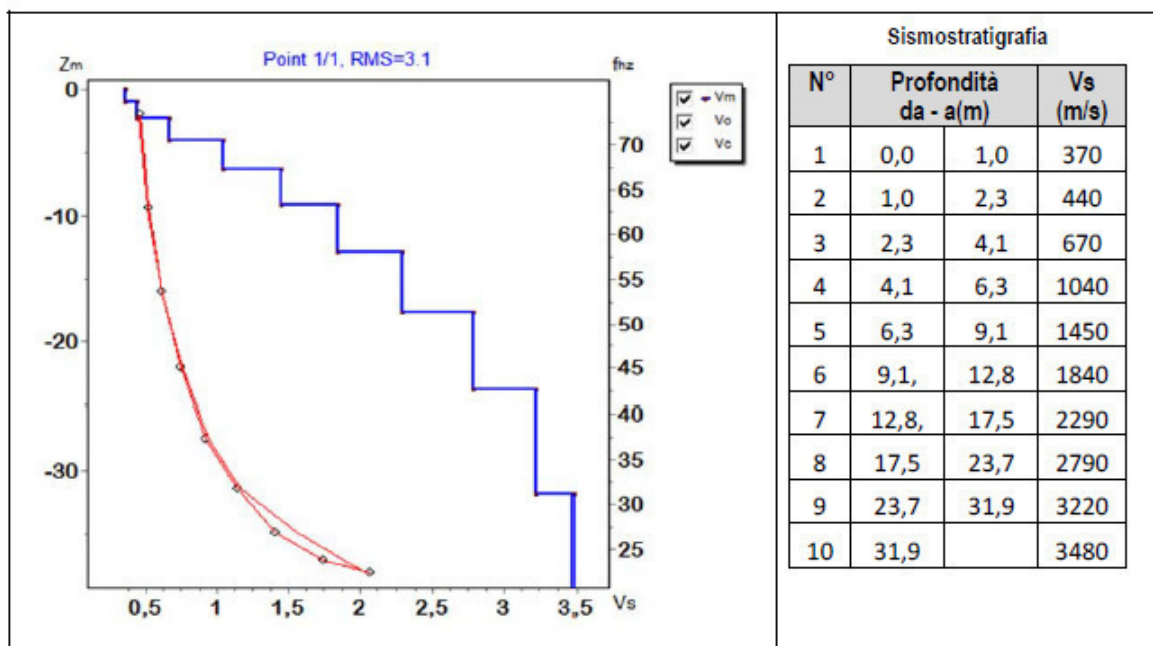 Point 1/1, RMS=3.1
Zm
fhz
0
-10
-20
-30
70
65
60
55
50
45
40
35
30
25
0,5 1 1,5 2 2,5 3 3,5 Vs
Vm
Vo
Vc
Sismostratigrafia
N° Profondità da - a(m) Vs (m/s)
1 0,0 1,0 370
2 1,0 2,3 440
3 2,3 4,1 670
4 4,1 6,3 1040
5 6,3 9,1 1450
6 9,1, 12,8 1840
7 12,8, 17,5 2290
8 17,5 23,7 2790
9 23,7 31,9 3220
10 31,9 3480